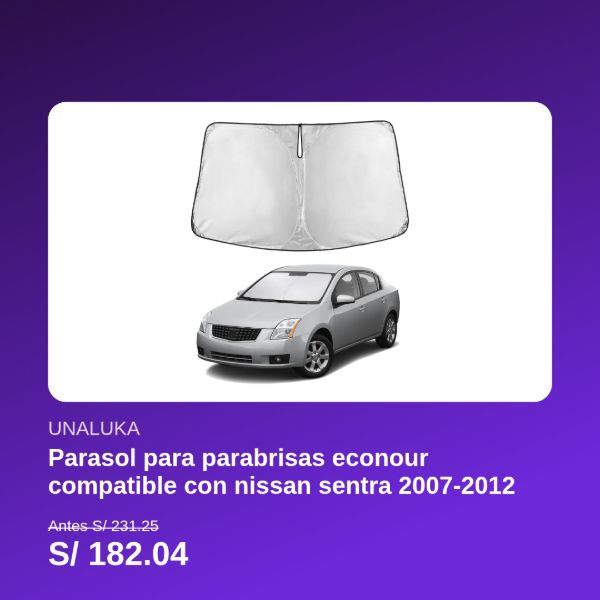 UNALUKA
Parasol para parabrisas econour
compatible con nissan sentra 2007-2012
Antes S/ 231.25
S/ 182.04